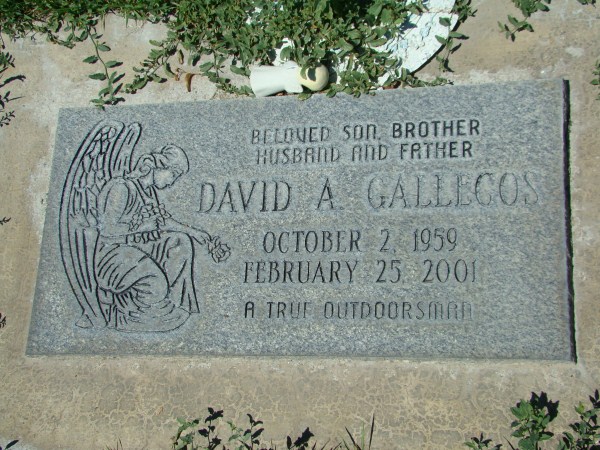 BELOVED SON, BROTHER
HUSBAND AND FATHER
DAVID A. GALLEGOS
OCTOBER 2, 1959
FEBRUARY 25, 2001
A TRUE OUTDOORSMAN